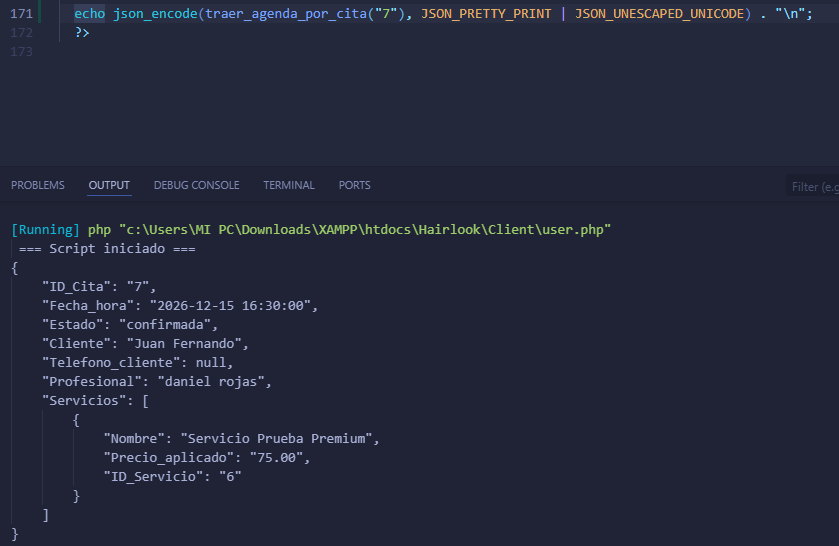 171 echo json_encode(traer_agenda_por_cita("7"), JSON_PRETTY_PRINT | JSON_UNESCAPED_UNICODE) . "\n";
172 ?>
173
PROBLEMS OUTPUT DEBUG CONSOLE TERMINAL PORTS Filter (e.g
[Running] php "c:\Users\MI PC\Downloads\XAMPP\htdocs\Hairlook\Client\user.php"
=== Script iniciado ===
{
    "ID_Cita": "7",
    "Fecha_hora": "2026-12-15 16:30:00",
    "Estado": "confirmada",
    "Cliente": "Juan Fernando",
    "Telefono_cliente": null,
    "Profesional": "daniel rojas",
    "Servicios": [
        {
            "Nombre": "Servicio Prueba Premium",
            "Precio_aplicado": "75.00",
            "ID_Servicio": "6"
        }
    ]
}